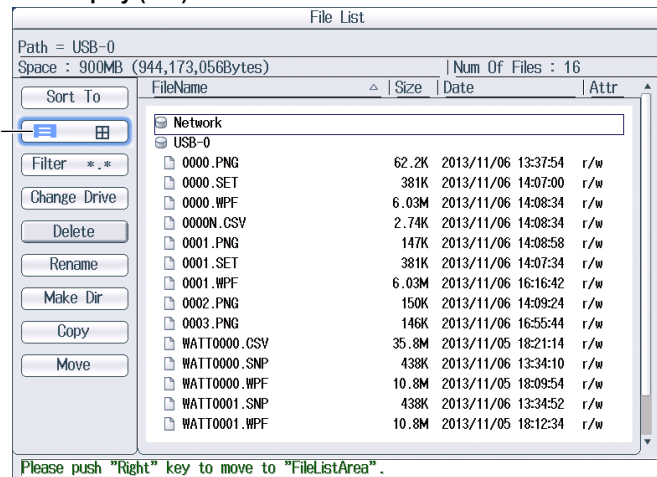 File List
Path = USB-0
Space : 900MB (944,173,056Bytes) Num Of Files : 16
Sort To
Filter *.*
Change Drive
Delete
Rename
Make Dir
Copy
Move
FileName Size Date Attr
Network
USB-0
0000.PNG 62.2K 2013/11/06 13:37:54 r/w
0000.SET 381K 2013/11/06 14:07:00 r/w
0000.WPF 6.03M 2013/11/06 14:08:34 r/w
0000N.CSV 2.74K 2013/11/06 14:08:34 r/w
0001.PNG 147K 2013/11/06 14:08:58 r/w
0001.SET 381K 2013/11/06 14:07:34 r/w
0001.WPF 6.03M 2013/11/06 16:16:42 r/w
0002.PNG 150K 2013/11/06 14:09:24 r/w
0003.PNG 146K 2013/11/06 16:55:44 r/w
WATT0000.CSV 35.8M 2013/11/05 18:21:14 r/w
WATT0000.SNP 438K 2013/11/06 13:34:10 r/w
WATT0000.WPF 10.8M 2013/11/05 18:09:54 r/w
WATT0001.SNP 438K 2013/11/06 13:34:52 r/w
WATT0001.WPF 10.8M 2013/11/05 18:12:34 r/w
Please push "Right" key to move to "FileListArea".